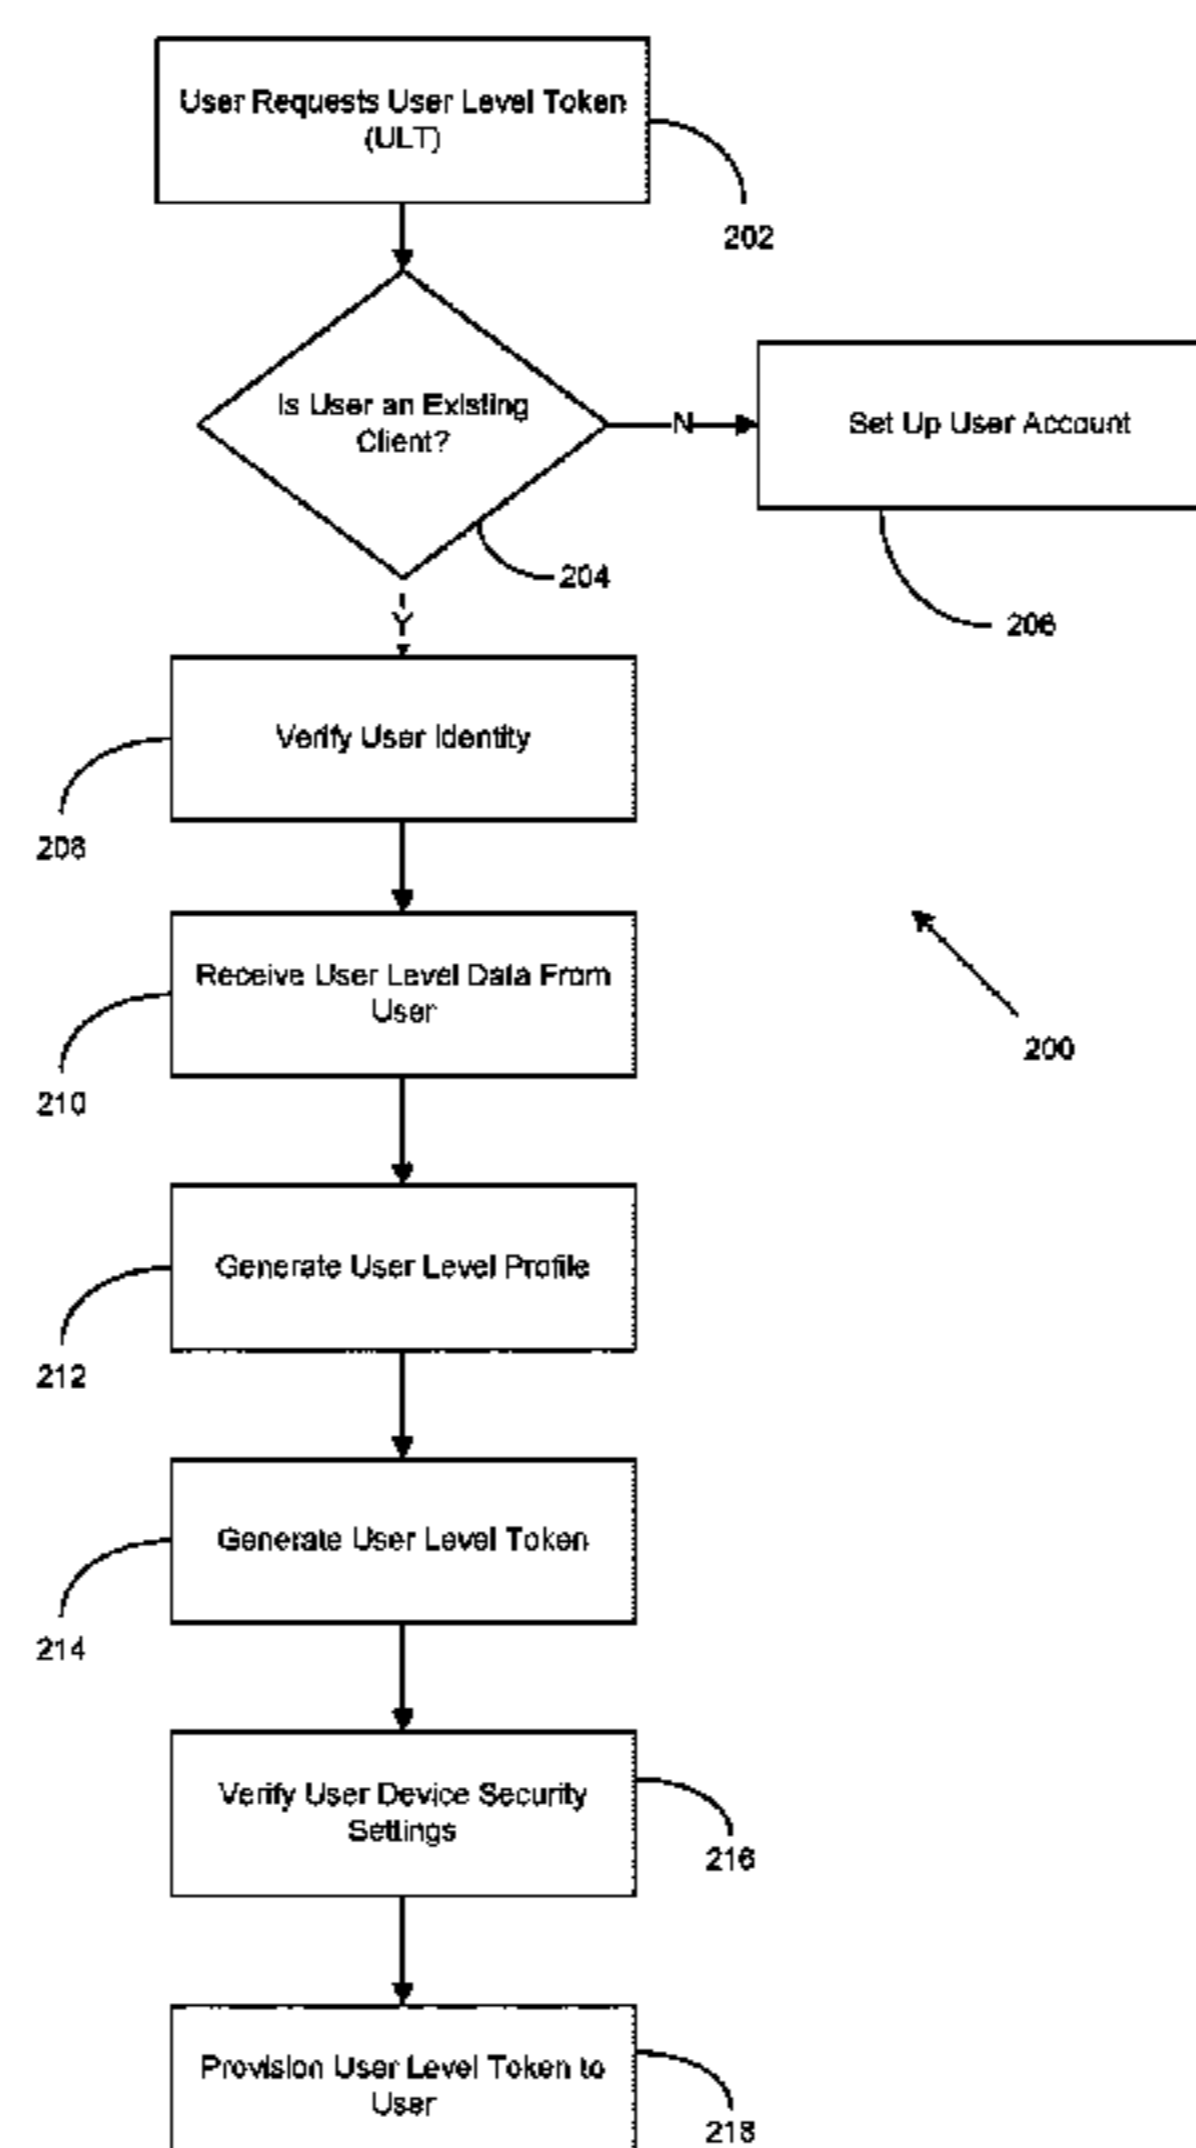 User Requests User Level Token
(ULT)
202
Is User an Existing
Client?
N
Set Up User Account
204
206
Y
Verify User Identity
208
Receive User Level Data From
User
200
210
Generate User Level Profile
212
Generate User Level Token
214
Verify User Device Security
Settings
216
Provision User Level Token to
User
218